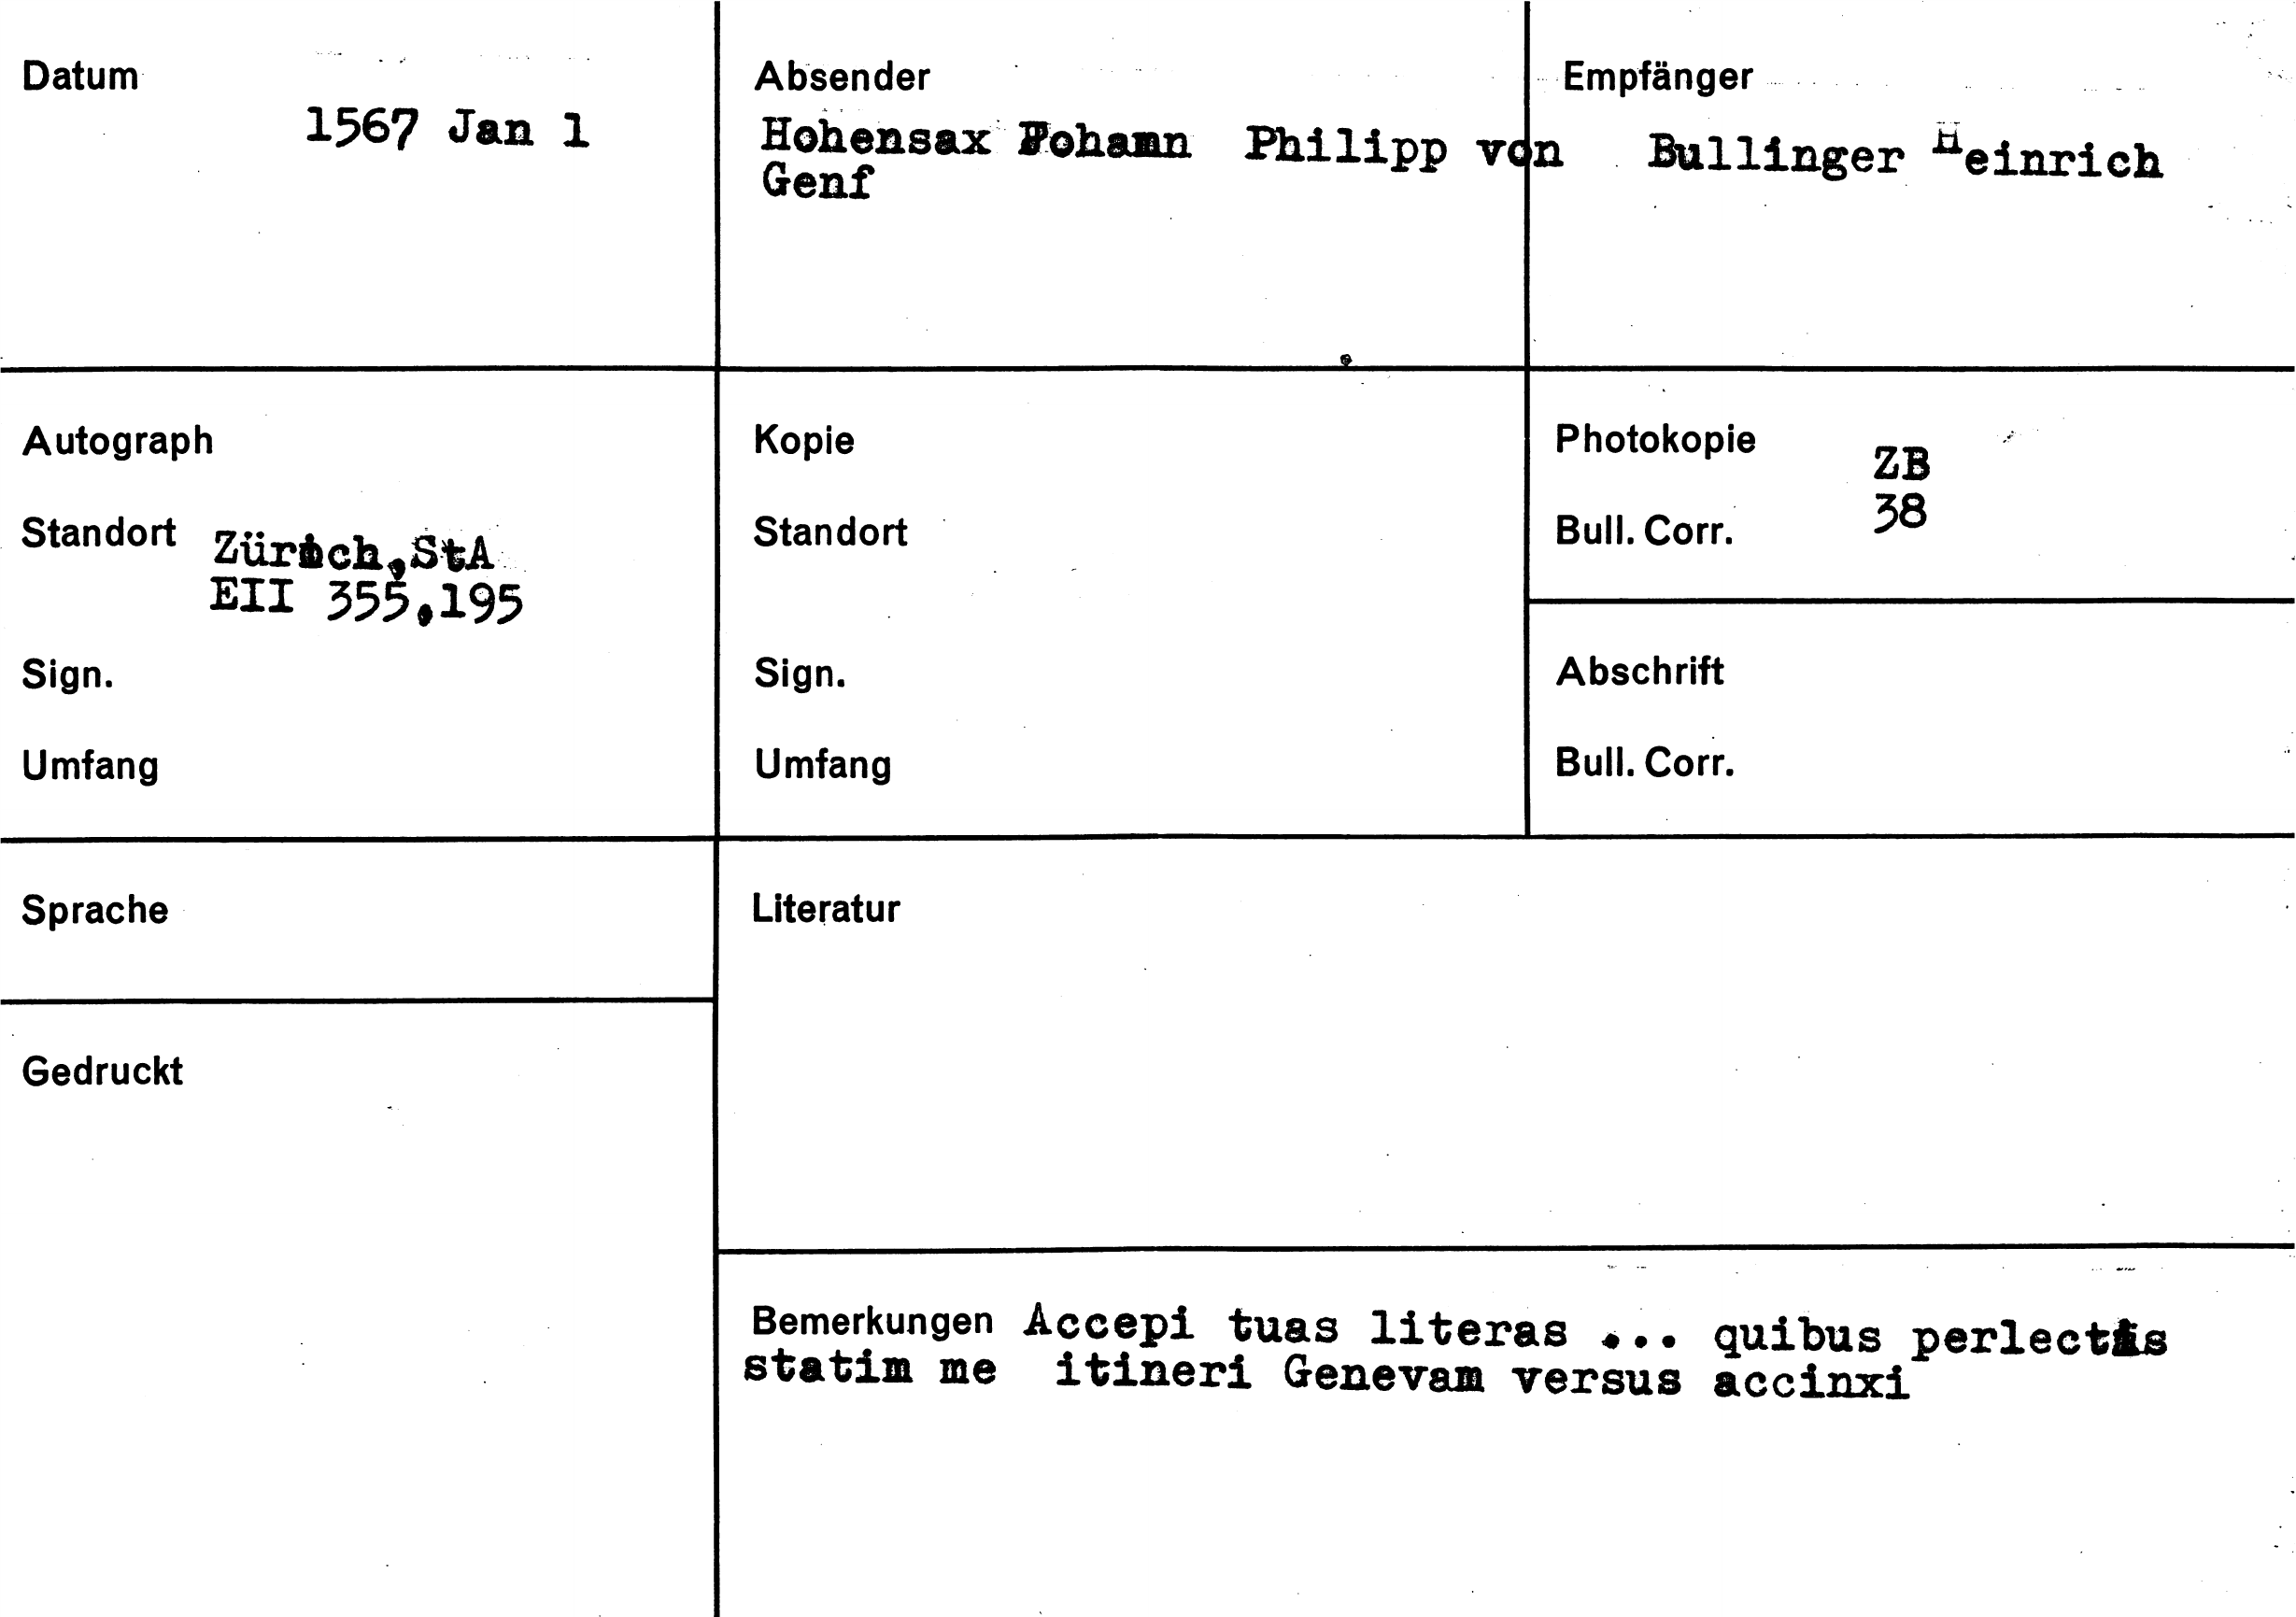 Datum
1567 Jan 1
Absender
Hohensax Johann Philipp von
Genf
Empfänger
Bullinger Heinrich
Autograph
Standort Zürich,StA
EII 355,195
Sign.
Umfang
Kopie
Standort
Sign.
Umfang
Photokopie ZB
Bull. Corr. 38
Abschrift
Bull. Corr.
Sprache
Literatur
Gedruckt
Bemerkungen Accepi tuas literas ... quibus perlectis
statim me itineri Genevam versus accinxi